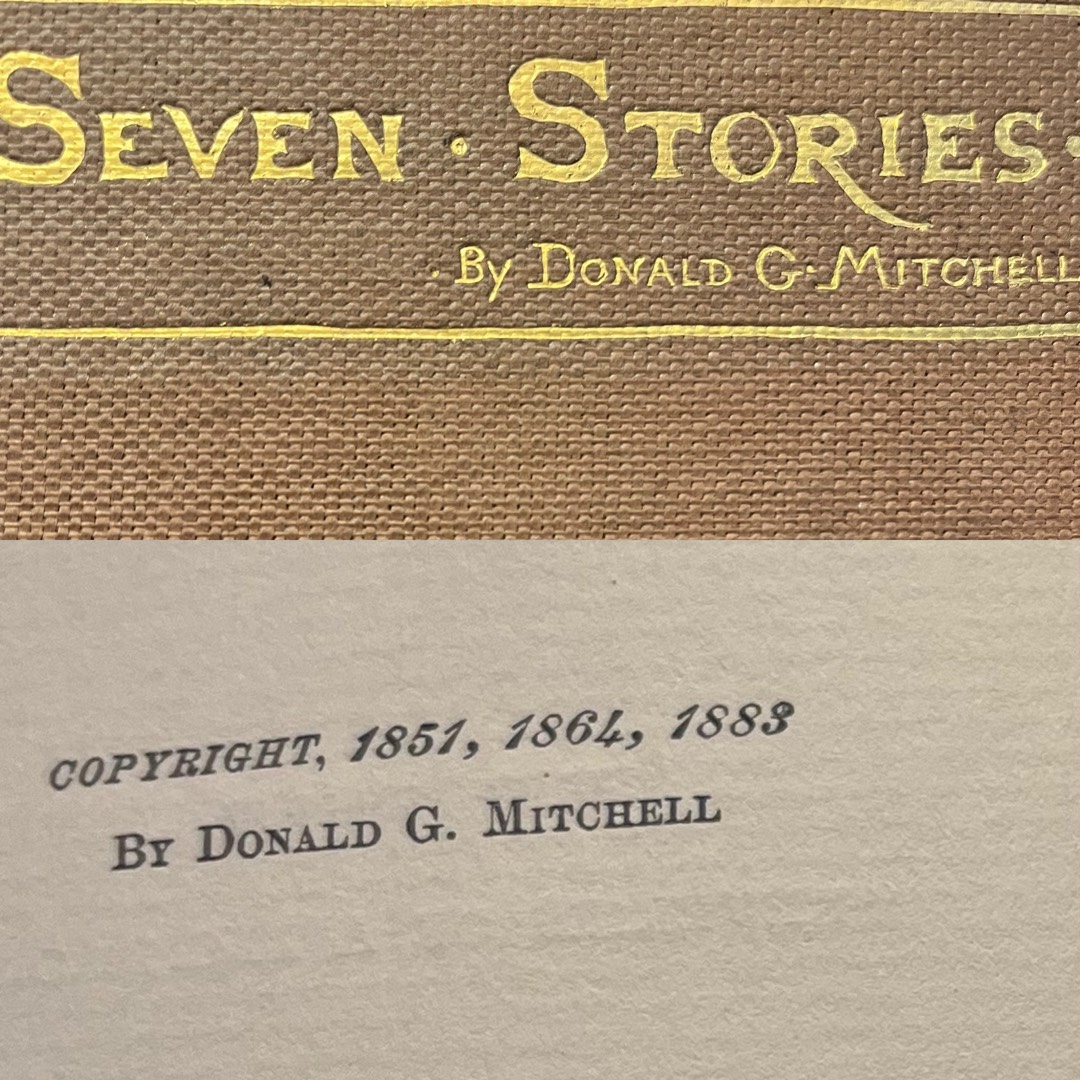 SEVEN · STORIES ·
· By DONALD G. MITCHELL
COPYRIGHT, 1851, 1864, 1883
BY DONALD G. MITCHELL